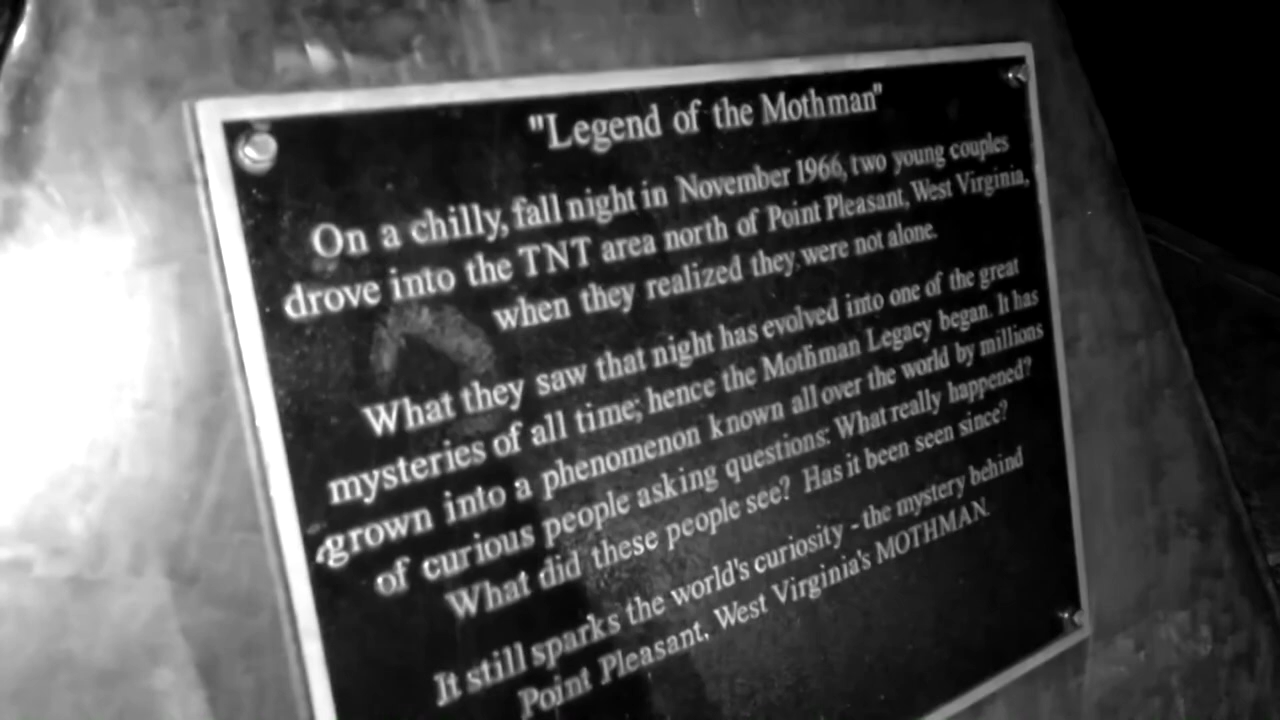 "Legend of the Mothman"
On a chilly, fall night in November 1966, two young couples
drove into the TNT area north of Point Pleasant, West Virginia,
when they realized they were not alone.
What they saw that night has evolved into one of the great
mysteries of all time; hence the Mothman Legacy began. It has
grown into a phenomenon known all over the world by millions
of curious people asking questions: What really happened?
What did these people see? Has it been seen since?
It still sparks the world's curiosity - the mystery behind
Point Pleasant, West Virginia's MOTHMAN.